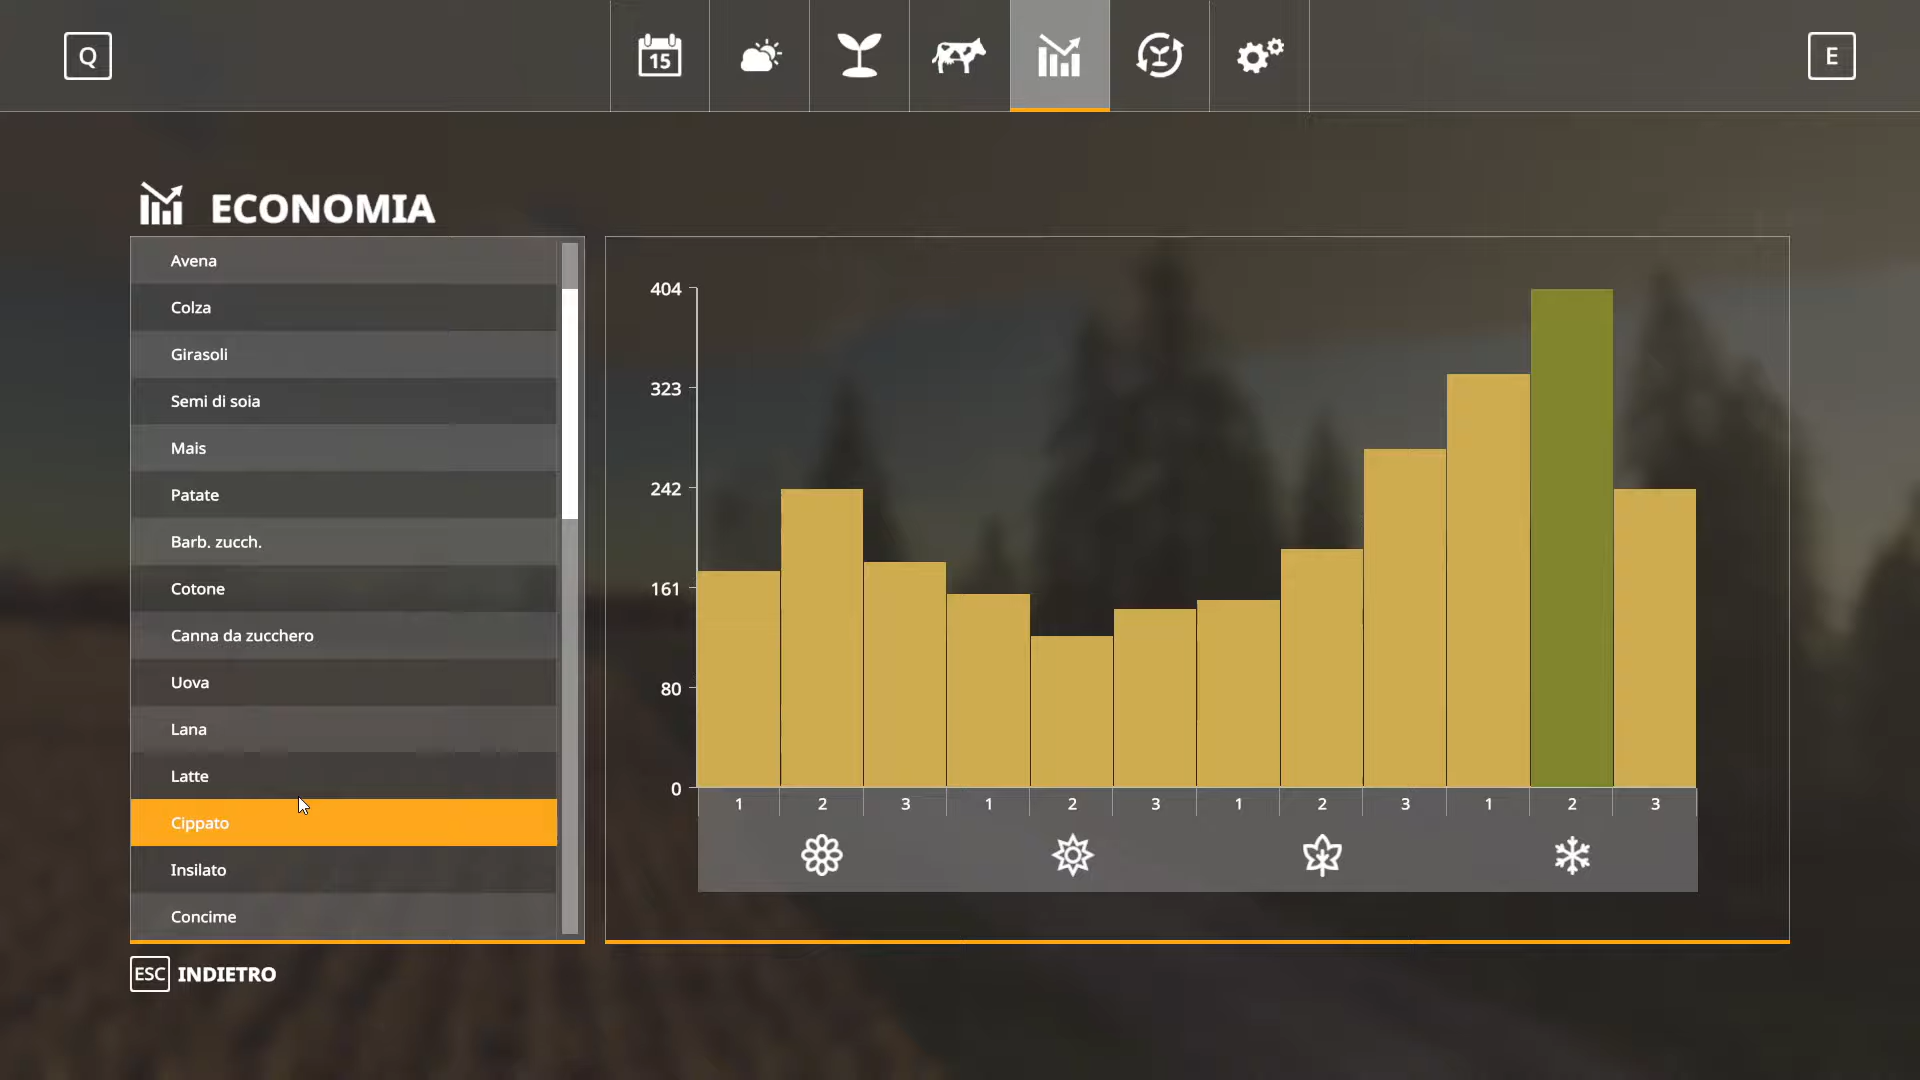 Q
15
E
ECONOMIA
Avena
Colza
Girasoli
Semi di soia
Mais
Patate
Barb. zucch.
Cotone
Canna da zucchero
Uova
Lana
Latte
Cippato
Insilato
Concime
404
323
242
161
80
0
1 2 3 1 2 3 1 2 3 1 2 3
ESC INDIETRO